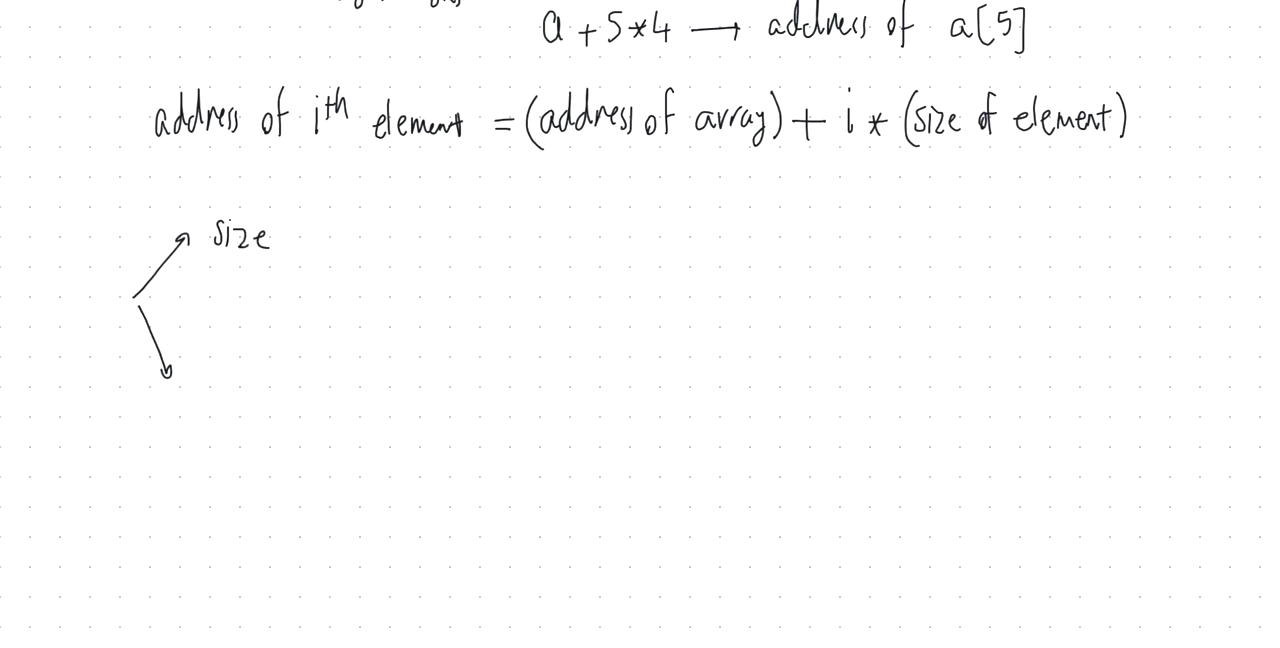 a + 5*4 → address of a[5]
address of ith element = (address of array) + i * (size of element)
size